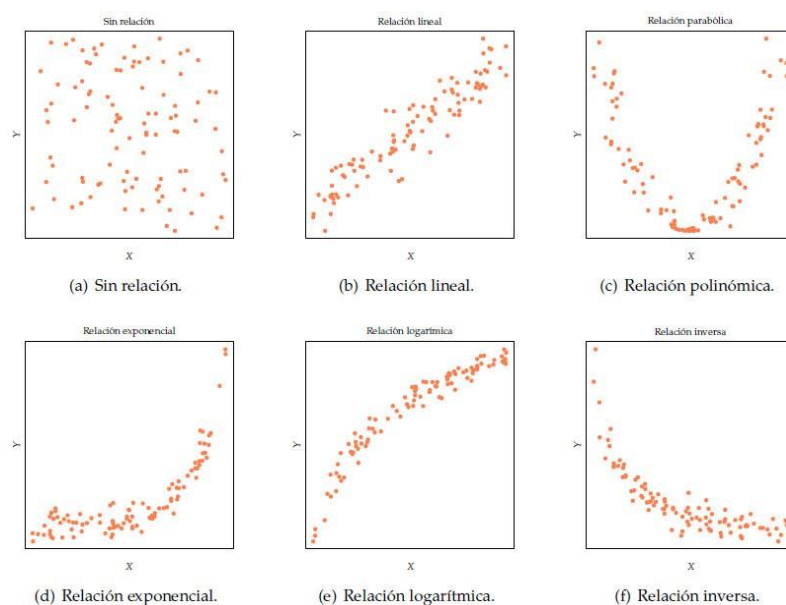 Sin relación
Y
X
(a) Sin relación.
Relación lineal
Y
X
(b) Relación lineal.
Relación parabólica
Y
X
(c) Relación polinómica.
Relación exponencial
Y
X
(d) Relación exponencial.
Relación logarítmica
Y
X
(e) Relación logarítmica.
Relación inversa
Y
X
(f) Relación inversa.